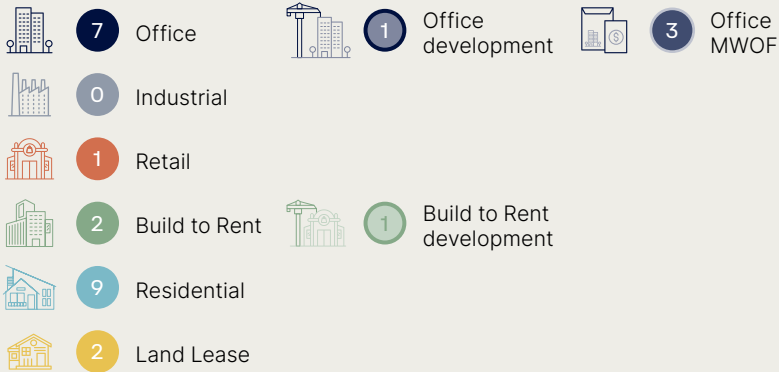 7 Office
1 Office
development
3 Office
MWOF
0 Industrial
1 Retail
2 Build to Rent
1 Build to Rent
development
9 Residential
2 Land Lease